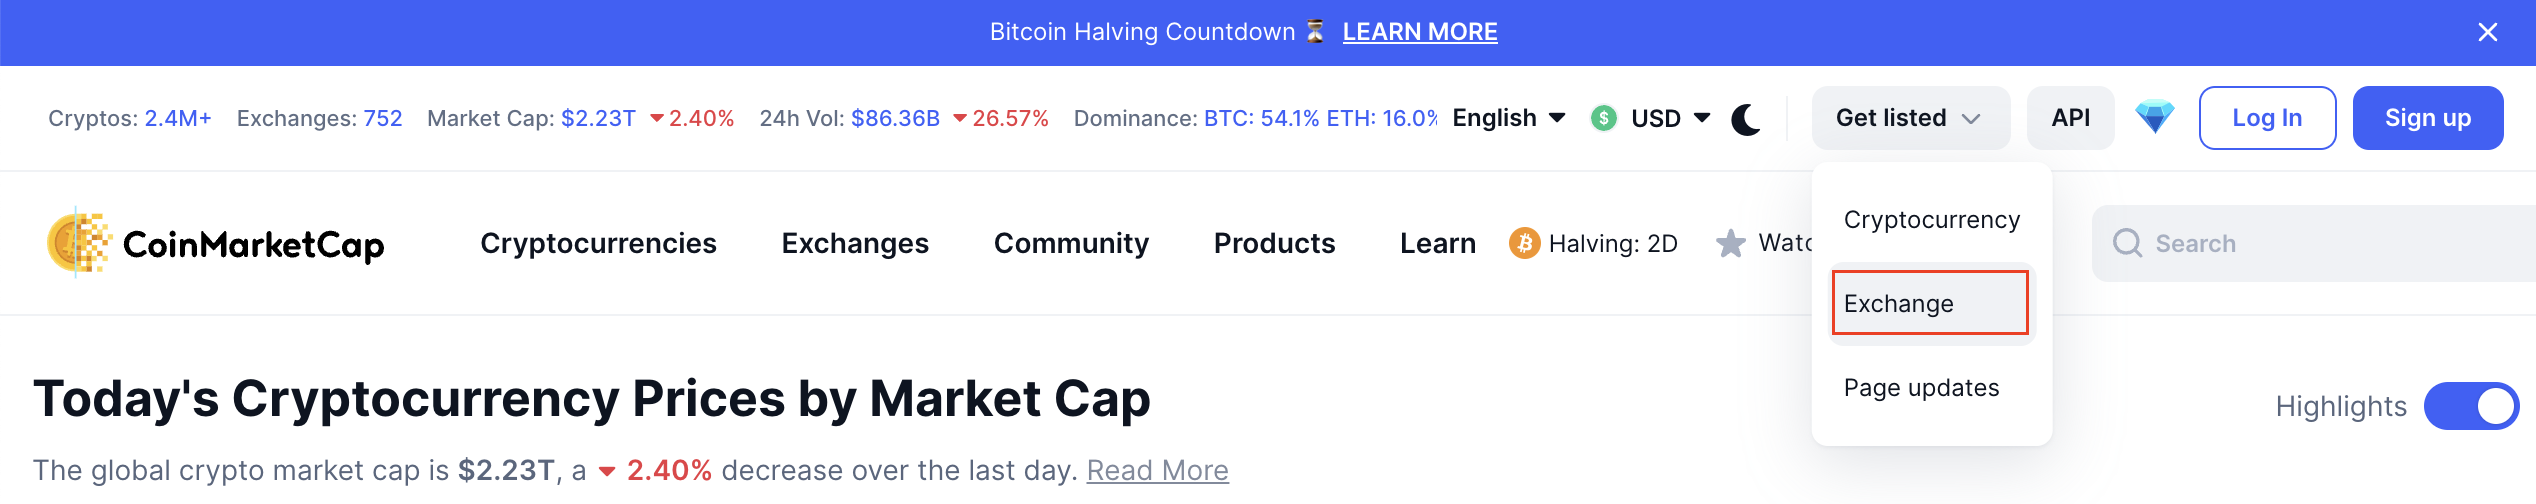 Bitcoin Halving Countdown ⏳ LEARN MORE
Cryptos: 2.4M+ Exchanges: 752 Market Cap: $2.23T 2.40% 24h Vol: $86.36B 26.57% Dominance: BTC: 54.1% ETH: 16.0% English $ USD Get listed API Log In Sign up
CoinMarketCap Cryptocurrencies Exchanges Community Products Learn Halving: 2D Watc Search
Cryptocurrency
Exchange
Page updates
Today's Cryptocurrency Prices by Market Cap
Highlights
The global crypto market cap is $2.23T, a 2.40% decrease over the last day. Read More